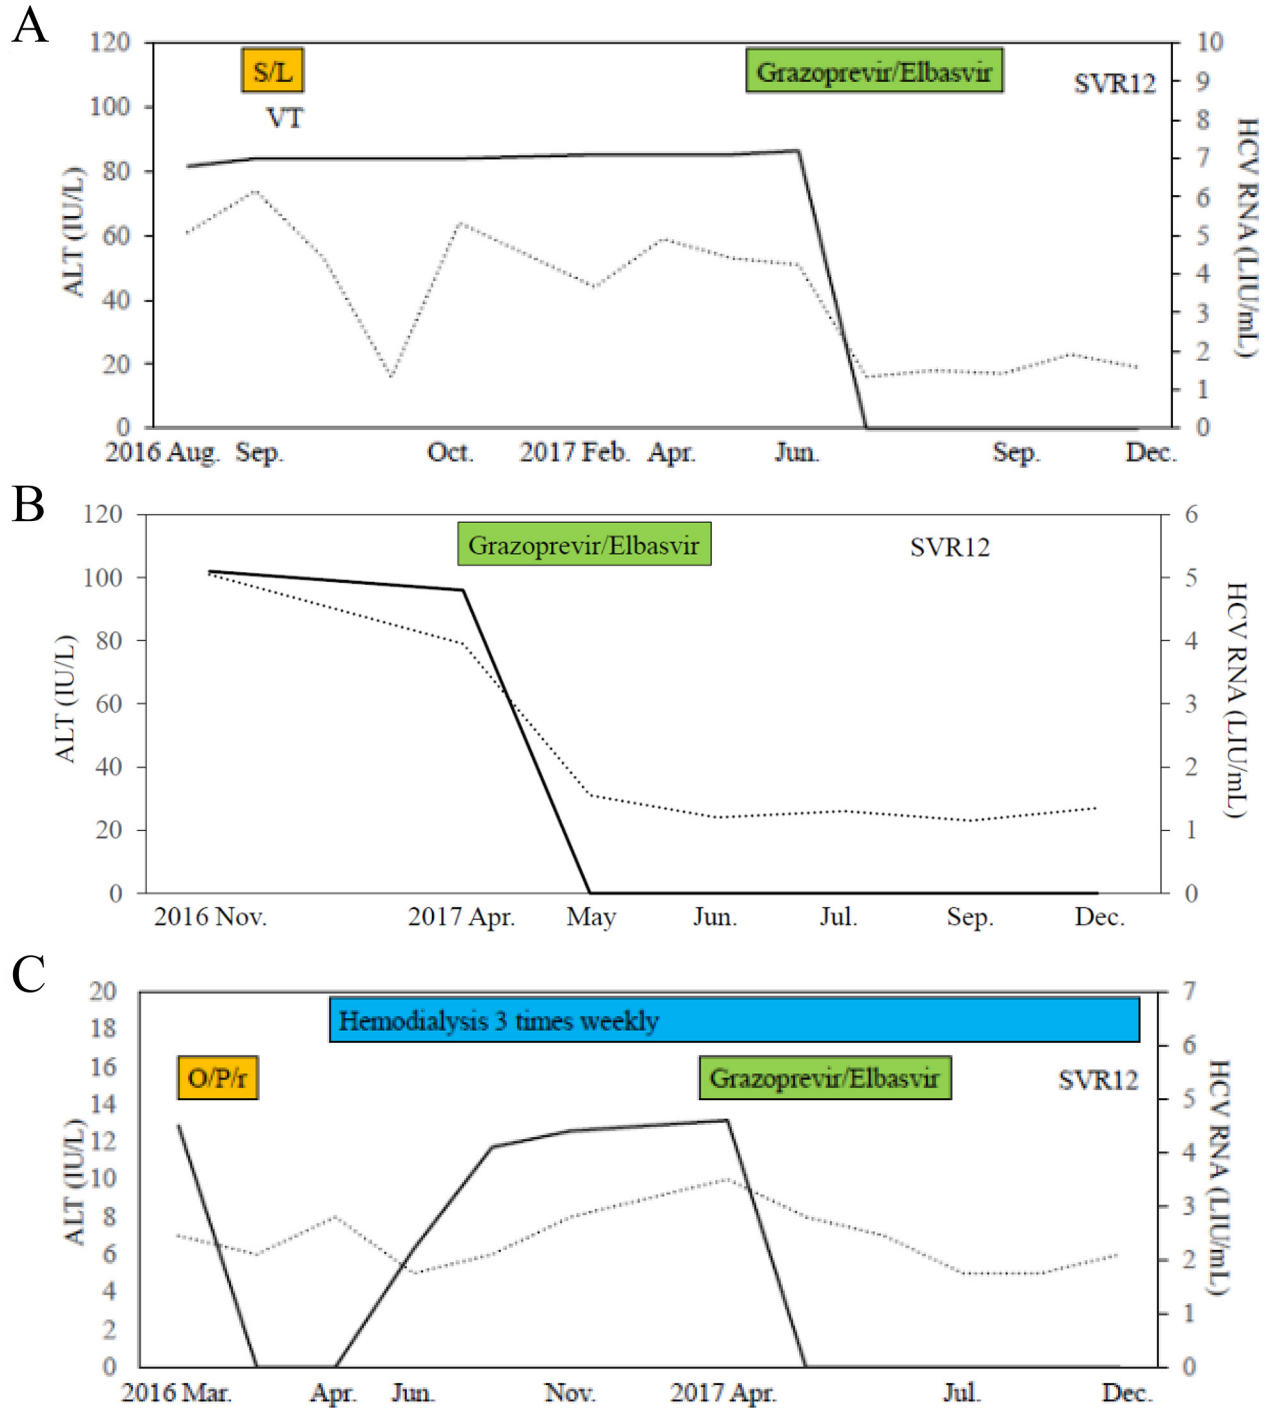 A
S/L
VT
Grazoprevir/Elbasvir
SVR12
ALT (IU/L)
120
100
80
60
40
20
0
HCV RNA (LIU/mL)
10
9
8
7
6
5
4
3
2
1
0
2016 Aug. Sep. Oct. 2017 Feb. Apr. Jun. Sep. Dec.
B
Grazoprevir/Elbasvir
SVR12
ALT (IU/L)
120
100
80
60
40
20
0
HCV RNA (LIU/mL)
6
5
4
3
2
1
0
2016 Nov. 2017 Apr. May Jun. Jul. Sep. Dec.
C
Hemodialysis 3 times weekly
O/P/r
Grazoprevir/Elbasvir
SVR12
ALT (IU/L)
20
18
16
14
12
10
8
6
4
2
0
HCV RNA (LIU/mL)
7
6
5
4
3
2
1
0
2016 Mar. Apr. Jun. Nov. 2017 Apr. Jul. Dec.